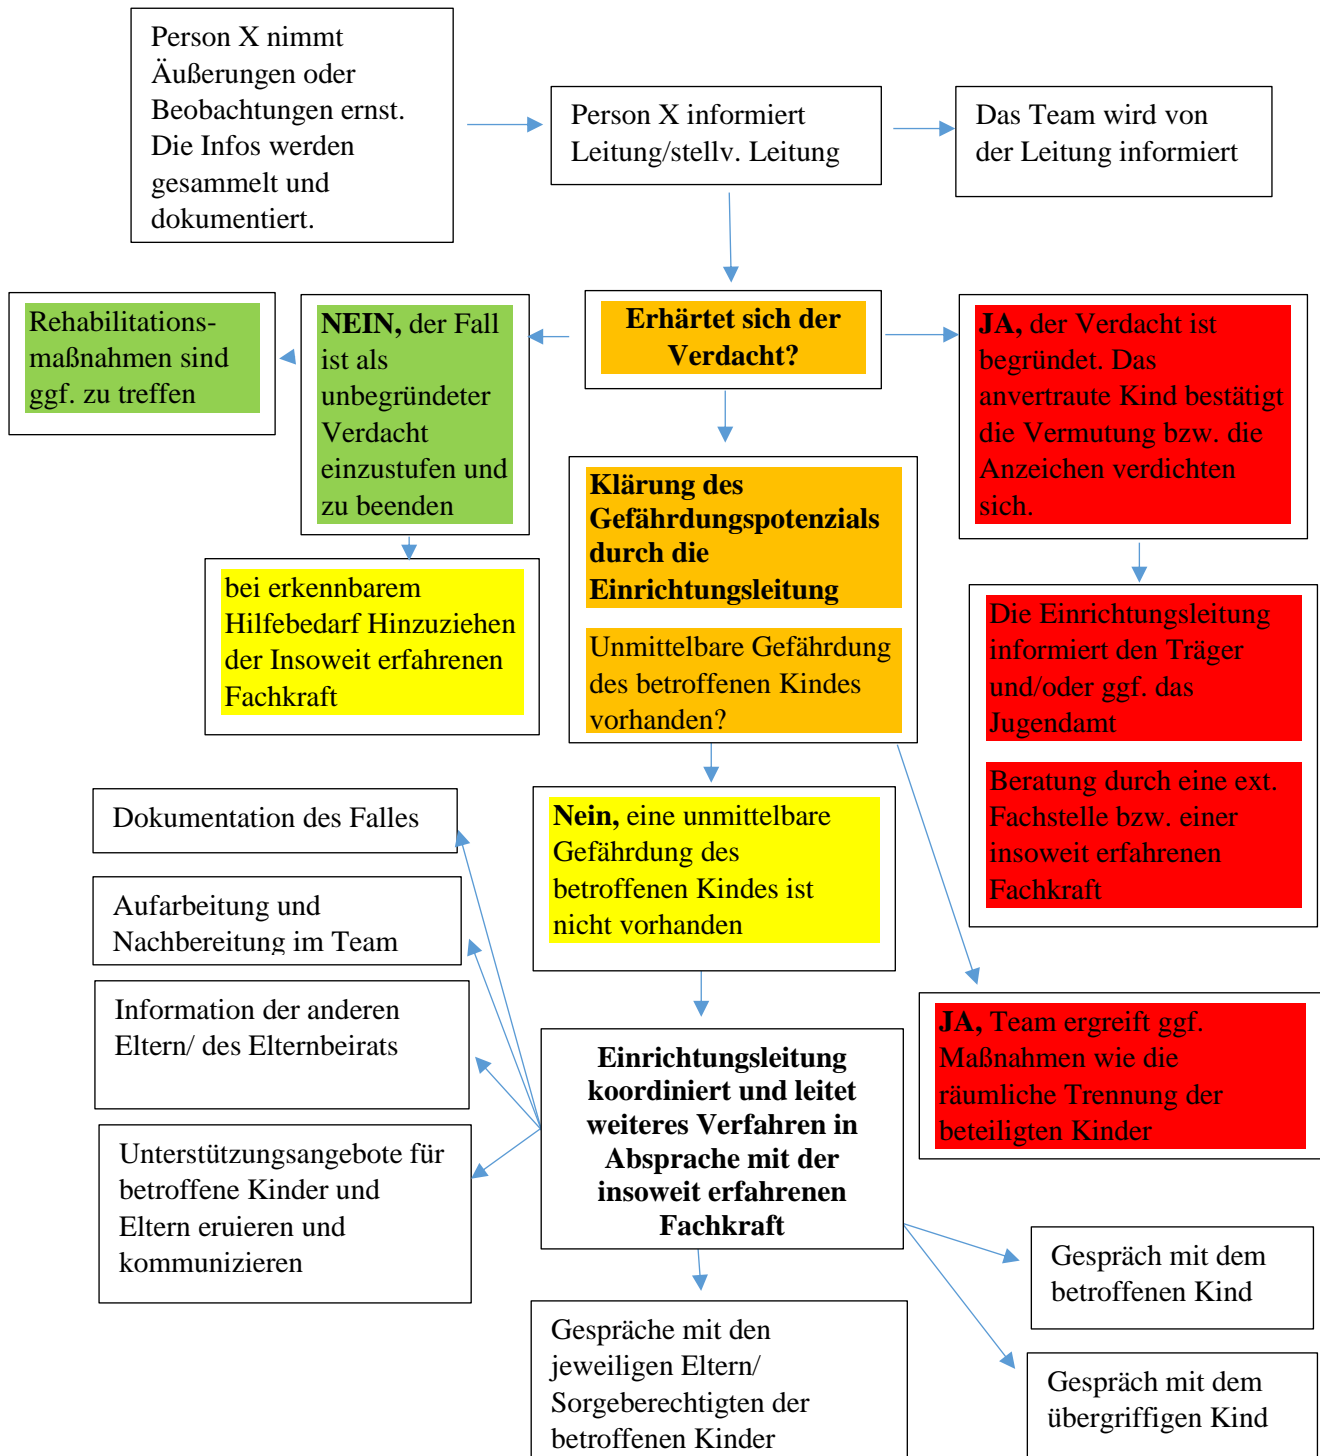 Person X nimmt
Äußerungen oder
Beobachtungen ernst.
Die Infos werden
gesammelt und
dokumentiert.
Person X informiert
Leitung/stellv. Leitung
Das Team wird von
der Leitung informiert
Rehabilitations-
maßnahmen sind
ggf. zu treffen
NEIN, der Fall
ist als
unbegründeter
Verdacht
einzustufen und
zu beenden
Erhärtet sich der
Verdacht?
JA, der Verdacht ist
begründet. Das
anvertraute Kind bestätigt
die Vermutung bzw. die
Anzeichen verdichten
sich.
bei erkennbarem
Hilfebedarf Hinzuziehen
der Insoweit erfahrenen
Fachkraft
Klärung des
Gefährdungspotenzials
durch die
Einrichtungsleitung
Unmittelbare Gefährdung
des betroffenen Kindes
vorhanden?
Die Einrichtungsleitung
informiert den Träger
und/oder ggf. das
Jugendamt
Beratung durch eine ext.
Fachstelle bzw. einer
insoweit erfahrenen
Fachkraft
Nein, eine unmittelbare
Gefährdung des
betroffenen Kindes ist
nicht vorhanden
Dokumentation des Falles
Aufarbeitung und
Nachbereitung im Team
Information der anderen
Eltern/ des Elternbeirats
Unterstützungsangebote für
betroffene Kinder und
Eltern eruieren und
kommunizieren
Einrichtungsleitung
koordiniert und leitet
weiteres Verfahren in
Absprache mit der
insoweit erfahrenen
Fachkraft
JA, Team ergreift ggf.
Maßnahmen wie die
räumliche Trennung der
beteiligten Kinder
Gespräche mit den
jeweiligen Eltern/
Sorgeberechtigten der
betroffenen Kinder
Gespräch mit dem
betroffenen Kind
Gespräch mit dem
übergriffigen Kind